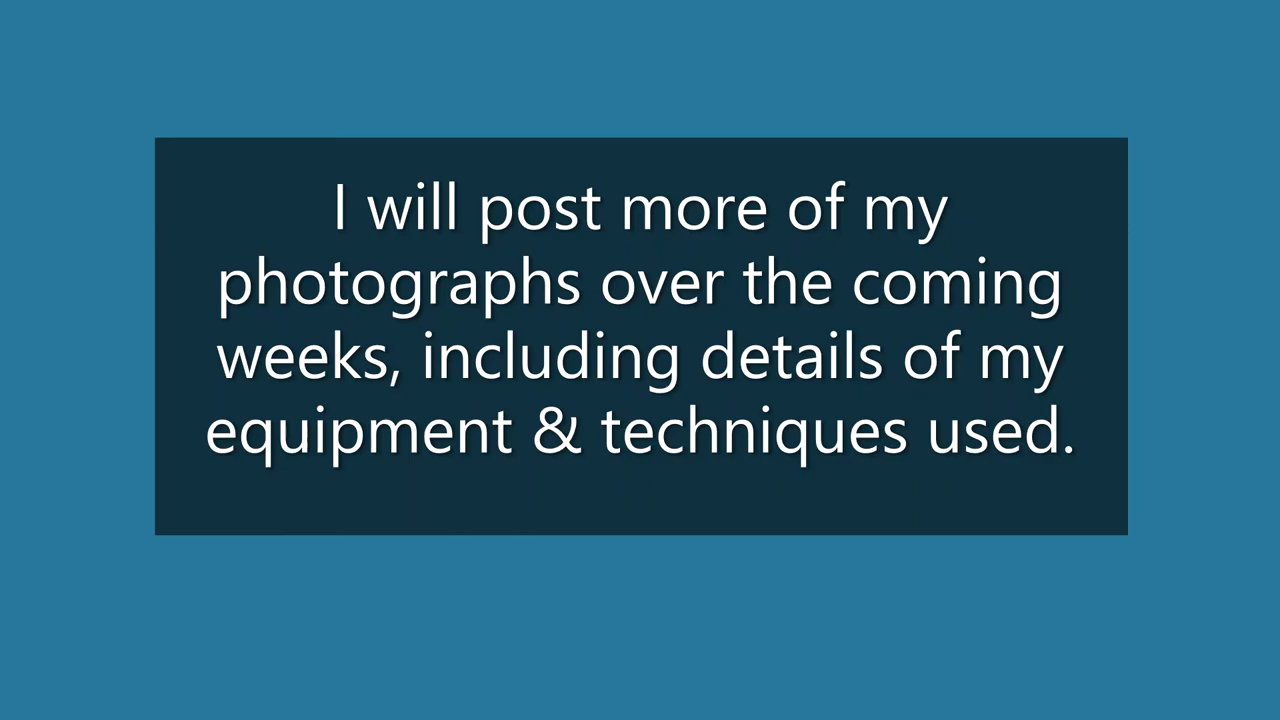 I will post more of my
photographs over the coming
weeks, including details of my
equipment & techniques used.